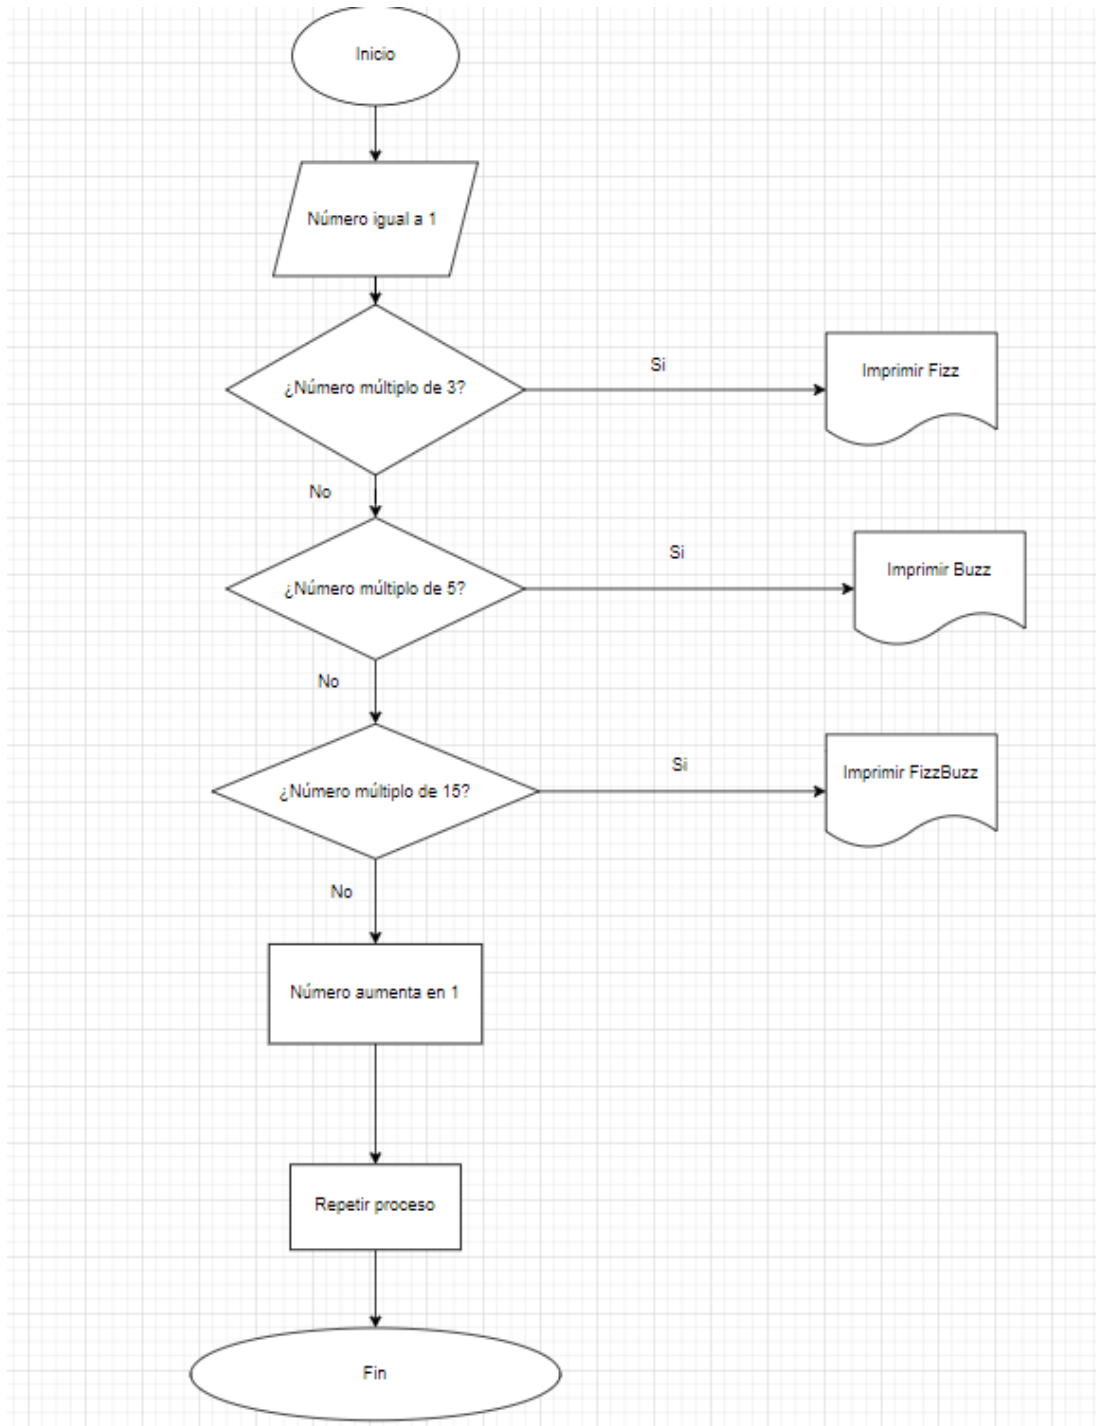 Inicio
Número igual a 1
¿Número múltiplo de 3?
Si
Imprimir Fizz
No
¿Número múltiplo de 5?
Si
Imprimir Buzz
No
¿Número múltiplo de 15?
Si
Imprimir FizzBuzz
No
Número aumenta en 1
Repetir proceso
Fin